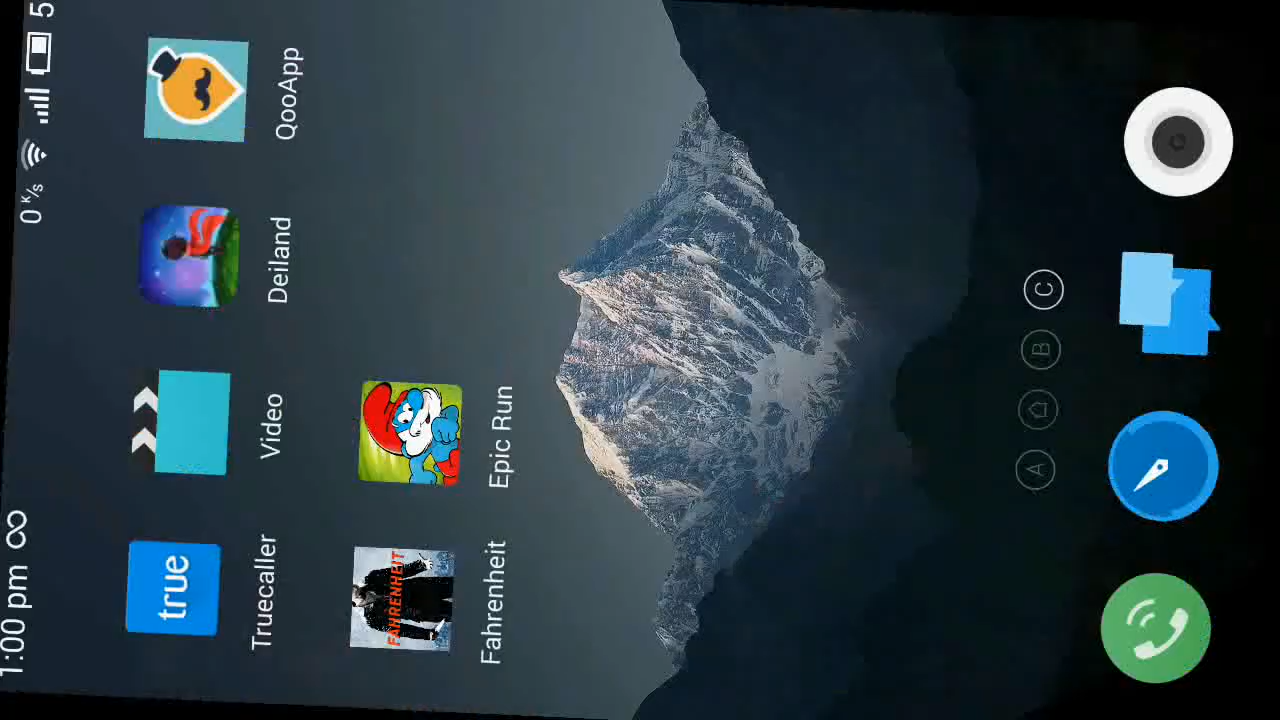 1:00 pm
0 K/s
5
true
Truecaller
Video
Deiland
QooApp
FAHRENHEIT
Fahrenheit
Epic Run
A
B
C